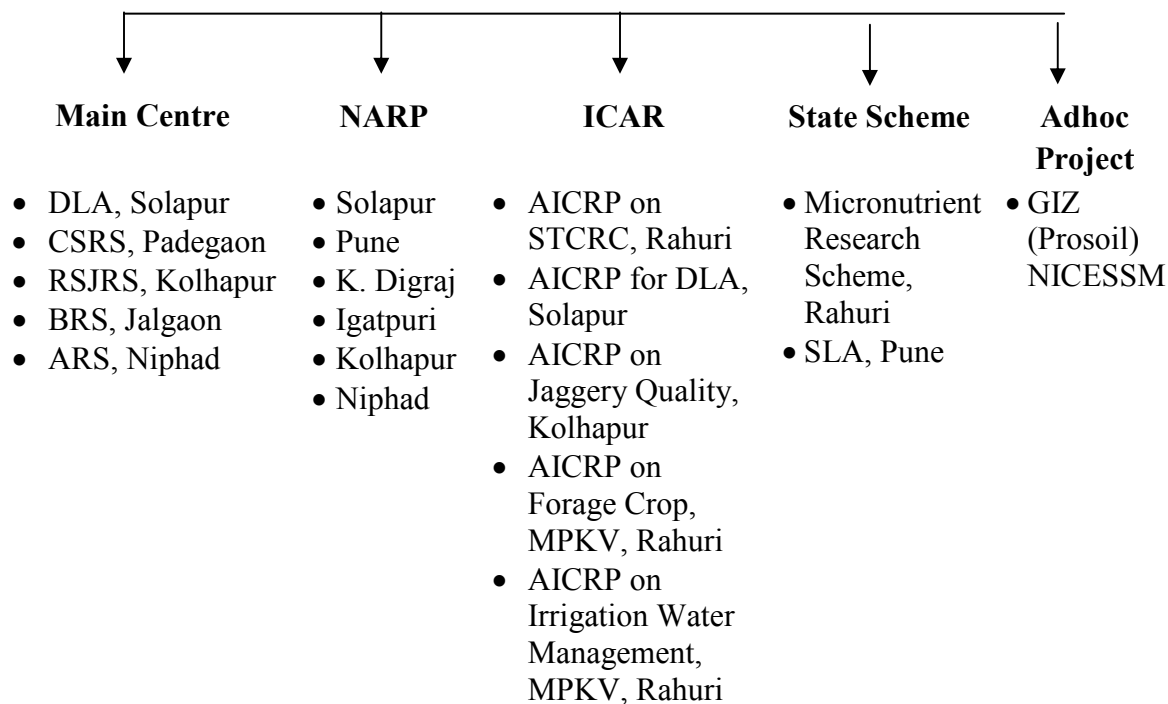 Main Centre
• DLA, Solapur
• CSRS, Padegaon
• RSJRS, Kolhapur
• BRS, Jalgaon
• ARS, Niphad
NARP
• Solapur
• Pune
• K. Digraj
• Igatpuri
• Kolhapur
• Niphad
ICAR
• AICRP on
STCRC, Rahuri
• AICRP for DLA,
Solapur
• AICRP on
Jaggery Quality,
Kolhapur
• AICRP on
Forage Crop,
MPKV, Rahuri
• AICRP on
Irrigation Water
Management,
MPKV, Rahuri
State Scheme
• Micronutrient
Research
Scheme,
Rahuri
• SLA, Pune
Adhoc
Project
• GIZ
(Prosoil)
NICESSM